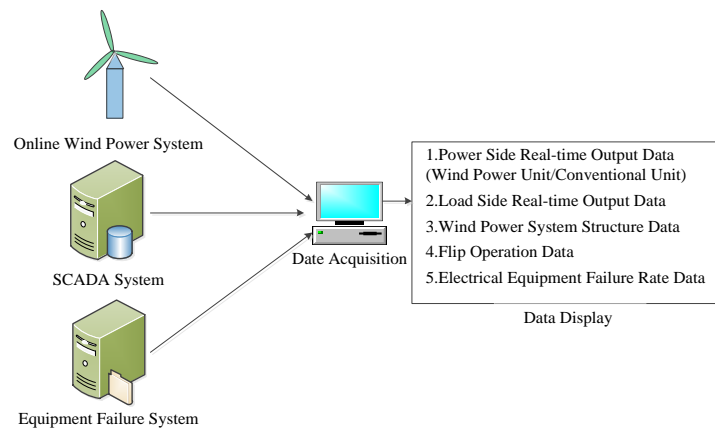 Online Wind Power System
SCADA System
Equipment Failure System
Date Acquisition
1.Power Side Real-time Output Data
(Wind Power Unit/Conventional Unit)
2.Load Side Real-time Output Data
3.Wind Power System Structure Data
4.Flip Operation Data
5.Electrical Equipment Failure Rate Data
Data Display